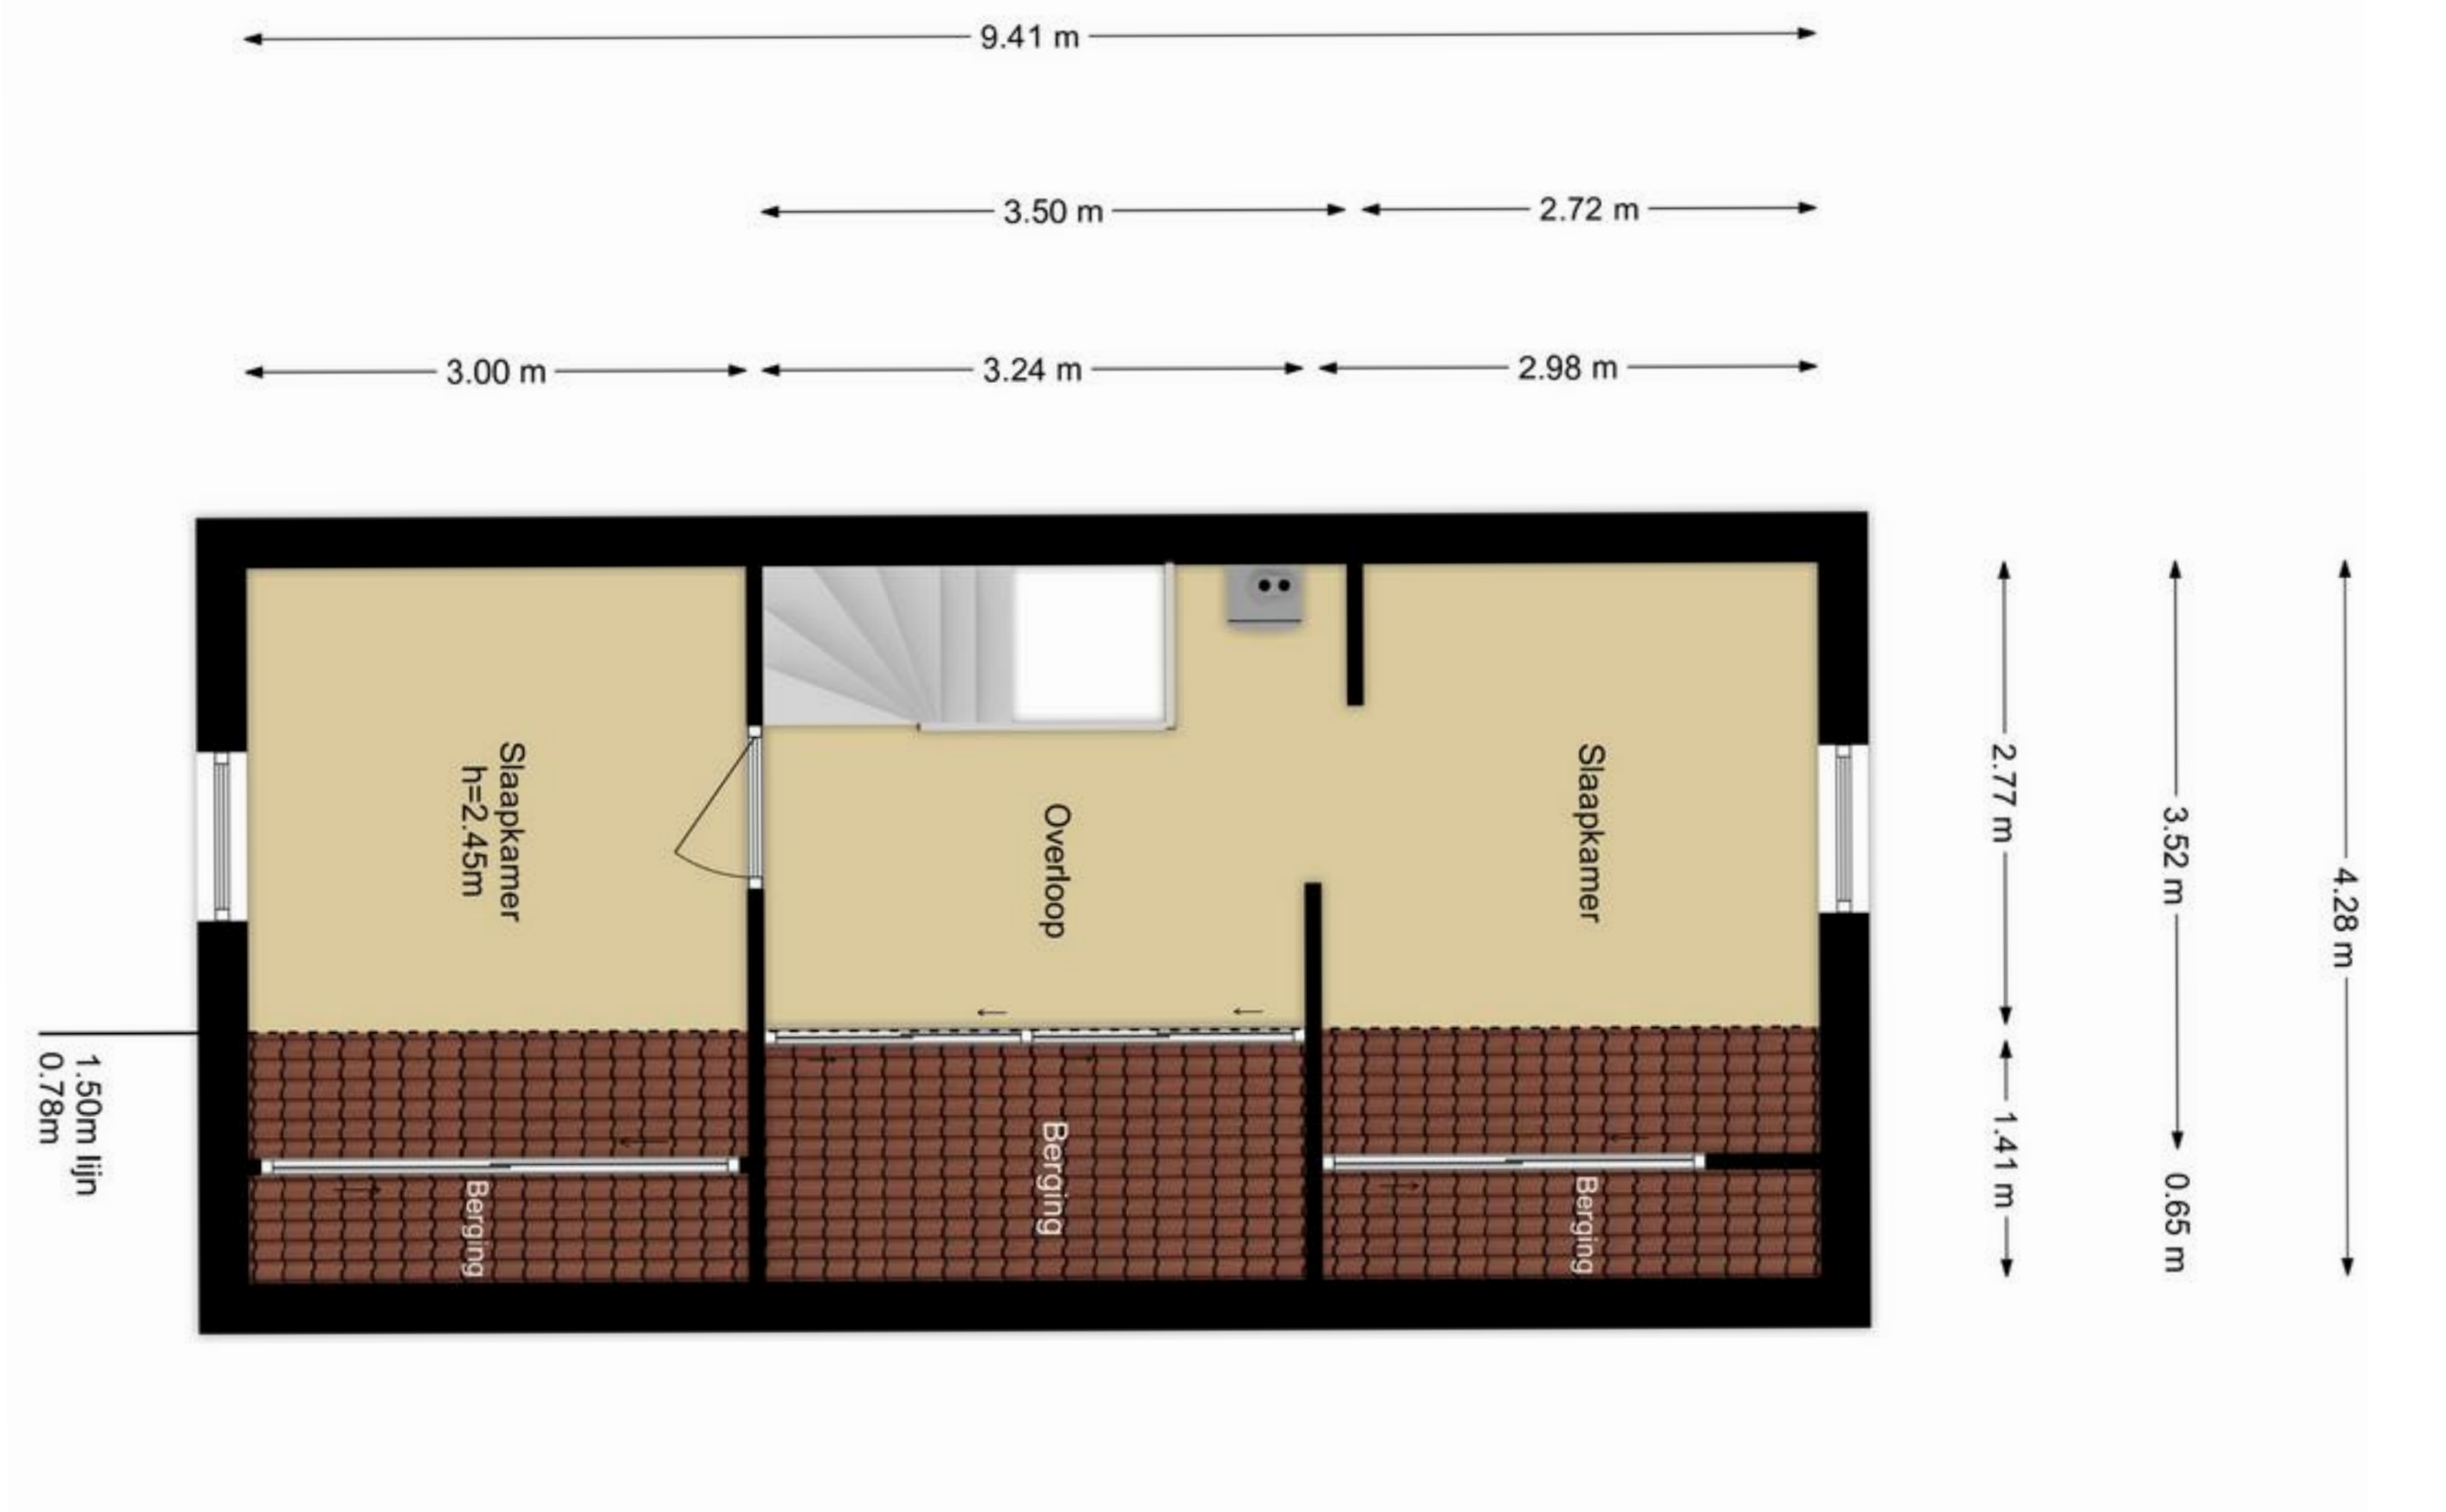 9.41 m
3.50 m
2.72 m
3.00 m
3.24 m
2.98 m
Slaapkamer
h=2.45m
Overloop
Slaapkamer
2.77 m
3.52 m
4.28 m
1.50m lijn
0.78m
Berging
Berging
Berging
1.41 m
0.65 m